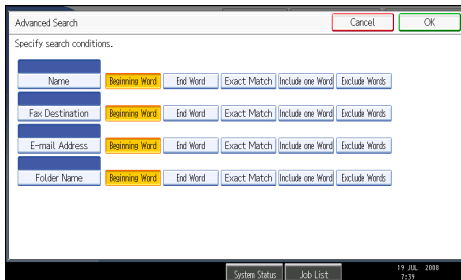 Advanced Search Cancel OK
Specify search conditions.
Name Beginning Word End Word Exact Match Include one Word Exclude Words
Fax Destination Beginning Word End Word Exact Match Include one Word Exclude Words
E-mail Address Beginning Word End Word Exact Match Include one Word Exclude Words
Folder Name Beginning Word End Word Exact Match Include one Word Exclude Words
System Status Job List 19 JUL 2008
7:39